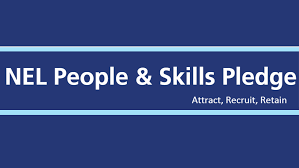 NEL People & Skills Pledge
Attract, Recruit, Retain